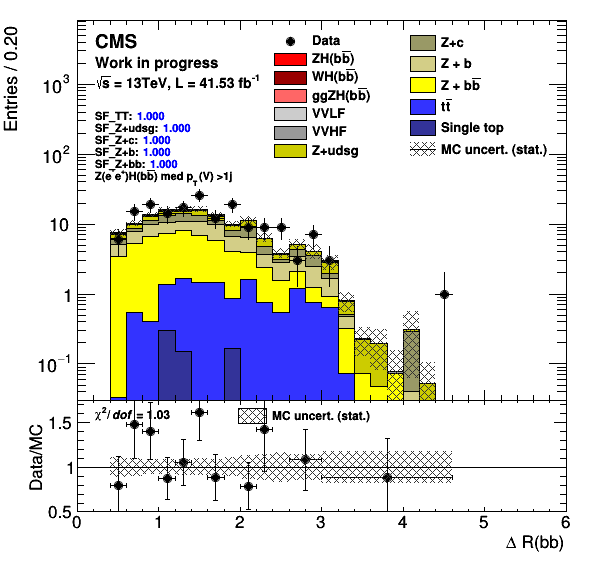 CMS
Work in progress
√s = 13TeV, L = 41.53 fb⁻¹
SF_TT: 1.000
SF_Z+udsg: 1.000
SF_Z+c: 1.000
SF_Z+b: 1.000
SF_Z+bb: 1.000
Z(e⁺e⁺)H(bb̅) med p_T(V) >1j
Data
ZH(bb̅)
WH(bb̅)
ggZH(bb̅)
VVLF
VVHF
Z+udsg
Z+c
Z + b
Z + bb̅
tt̅
Single top
MC uncert. (stat.)
Entries / 0.20
10³
10²
10
1
10⁻¹
χ²/dof = 1.03
MC uncert. (stat.)
Data/MC
1.5
1
0.5
0 1 2 3 4 5 6
Δ R(bb)